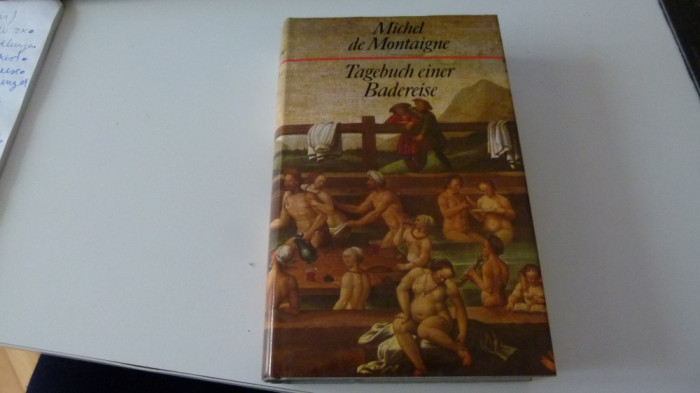 Michel
de Montaigne
Tagebuch einer
Badereise